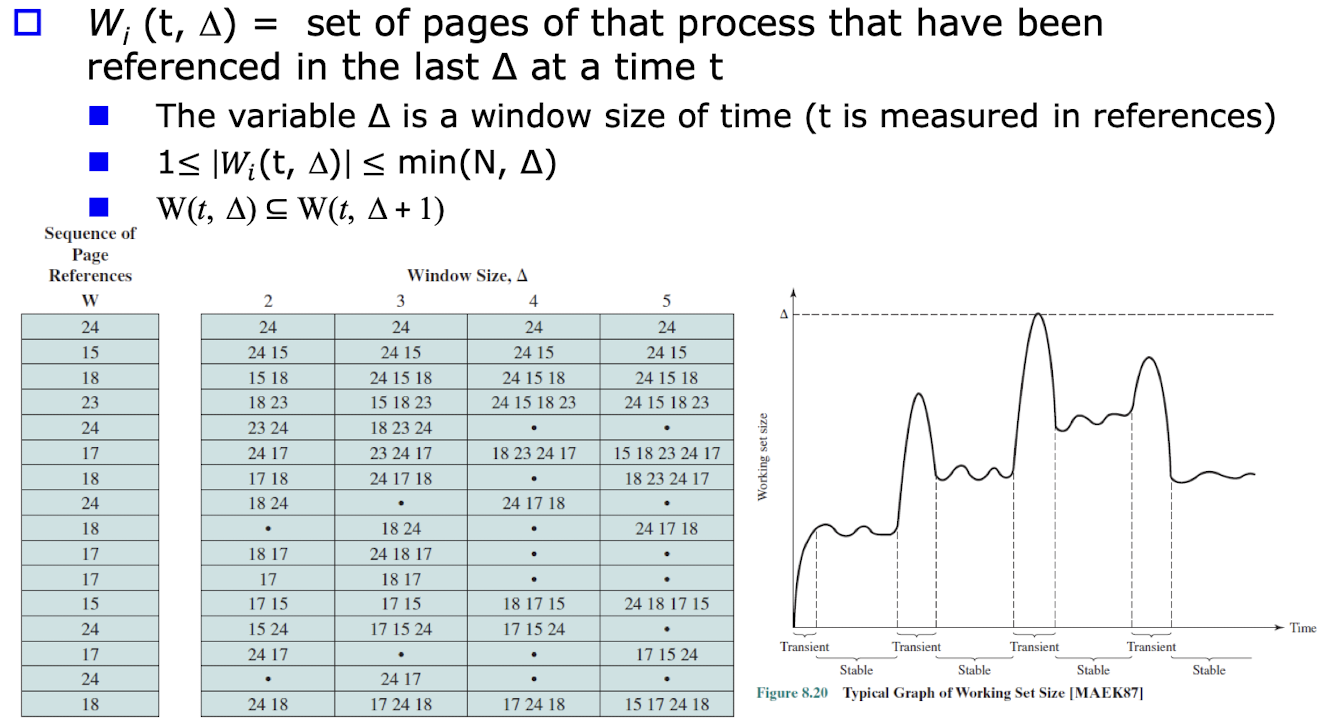 W_i (t, Δ) = set of pages of that process that have been
referenced in the last Δ at a time t
The variable Δ is a window size of time (t is measured in references)
1≤ |W_i(t, Δ)| ≤ min(N, Δ)
W(t, Δ) ⊆ W(t, Δ + 1)
Sequence of
Page
References
W
Window Size, Δ
2 3 4 5
24 24 24 24 24
15 24 15 24 15 24 15 24 15
18 15 18 24 15 18 24 15 18 24 15 18
23 18 23 15 18 23 24 15 18 23 24 15 18 23
24 23 24 18 23 24 • •
17 24 17 23 24 17 18 23 24 17 15 18 23 24 17
18 17 18 24 17 18 • 18 23 24 17
24 18 24 • 24 17 18 •
18 • 18 24 • 24 17 18
17 18 17 24 18 17 • •
17 17 18 17 • •
15 17 15 17 15 18 17 15 24 18 17 15
24 15 24 17 15 24 17 15 24 •
17 24 17 • • 17 15 24
24 • 24 17 • •
18 24 18 17 24 18 17 24 18 15 17 24 18
Δ
Working set size
Time
Transient Transient Transient Transient
Stable Stable Stable Stable
Figure 8.20 Typical Graph of Working Set Size [MAEK87]